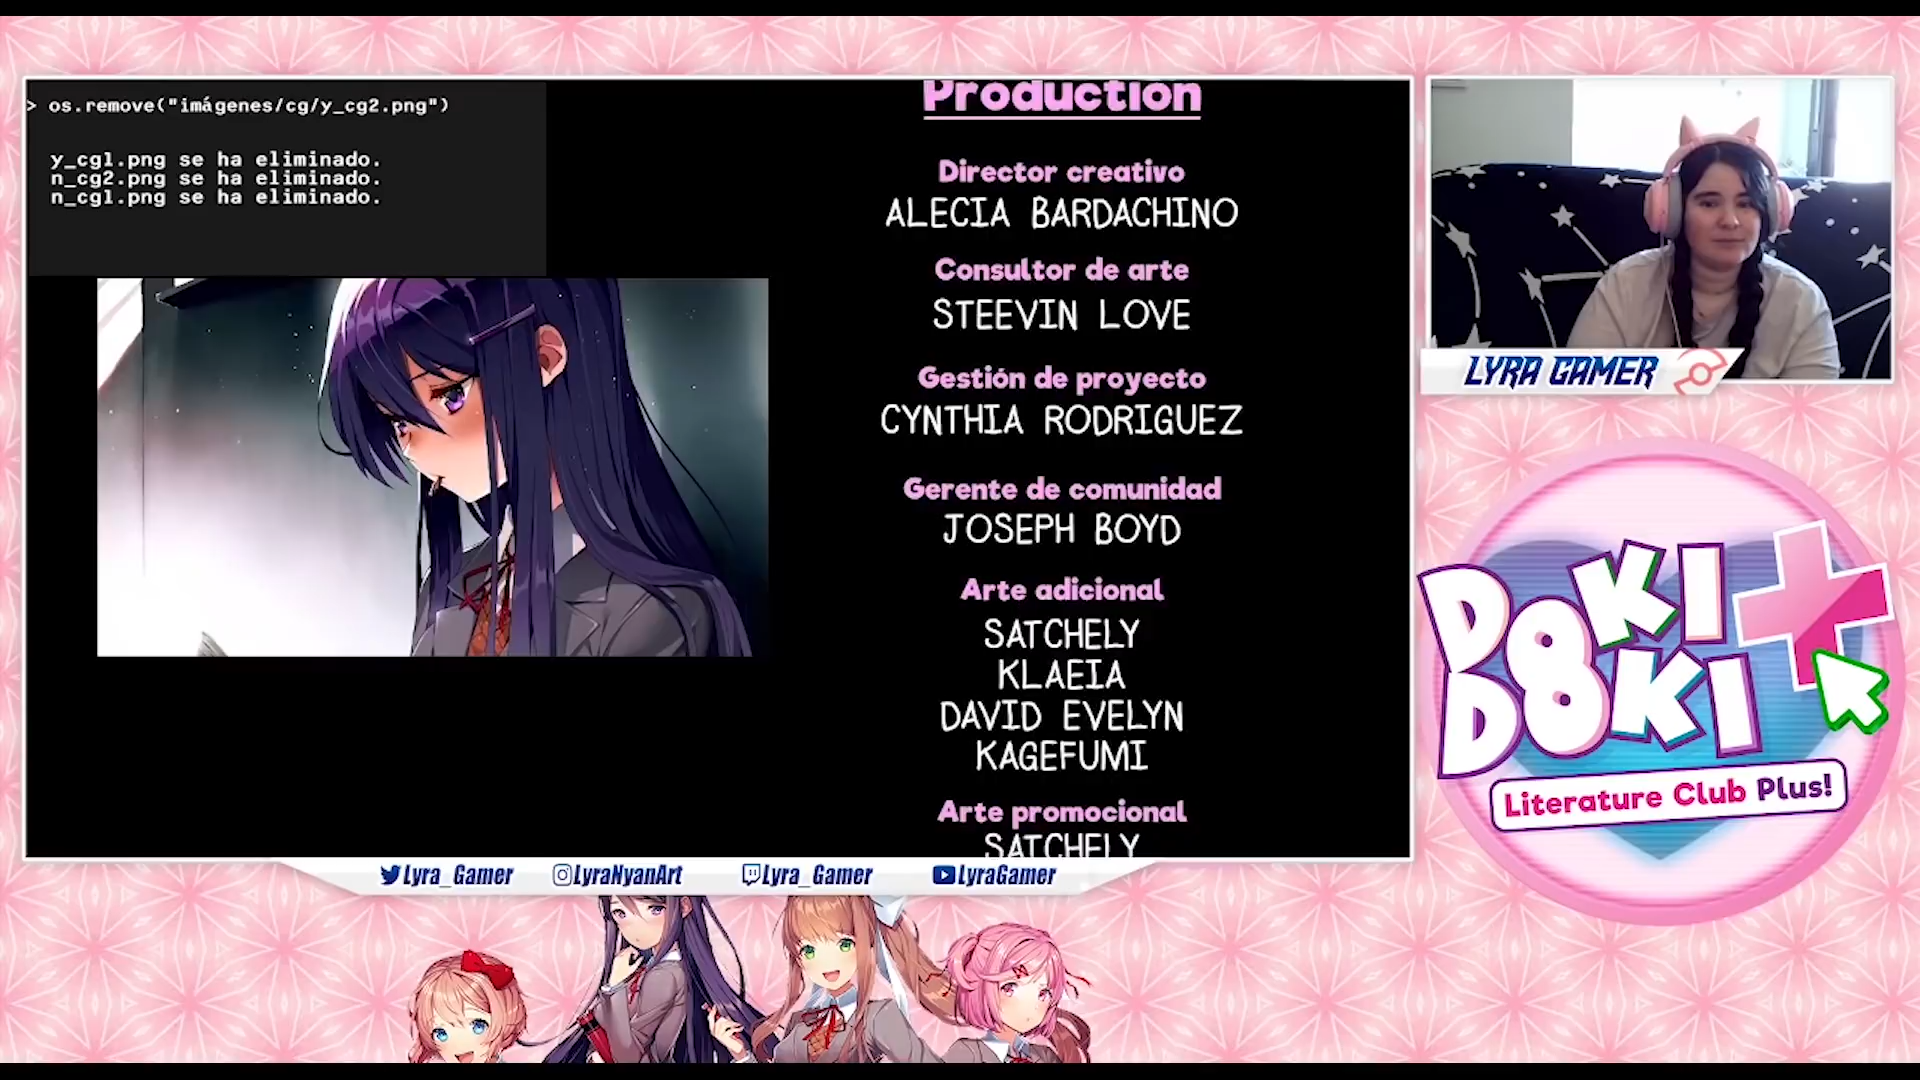 > os.remove("imágenes/cg/y_cg2.png")
y_cg1.png se ha eliminado.
n_cg2.png se ha eliminado.
n_cg1.png se ha eliminado.
Production
Director creativo
ALECIA BARDACHINO
Consultor de arte
STEEVIN LOVE
Gestión de proyecto
CYNTHIA RODRIGUEZ
Gerente de comunidad
JOSEPH BOYD
Arte adicional
SATCHELY
KLAEIA
DAVID EVELYN
KAGEFUMI
Arte promocional
SATCHELY
LYRA GAMER
DOKI
DOKI
Literature Club Plus!
Lyra_Gamer
LyraNyanArt
Lyra_Gamer
LyraGamer